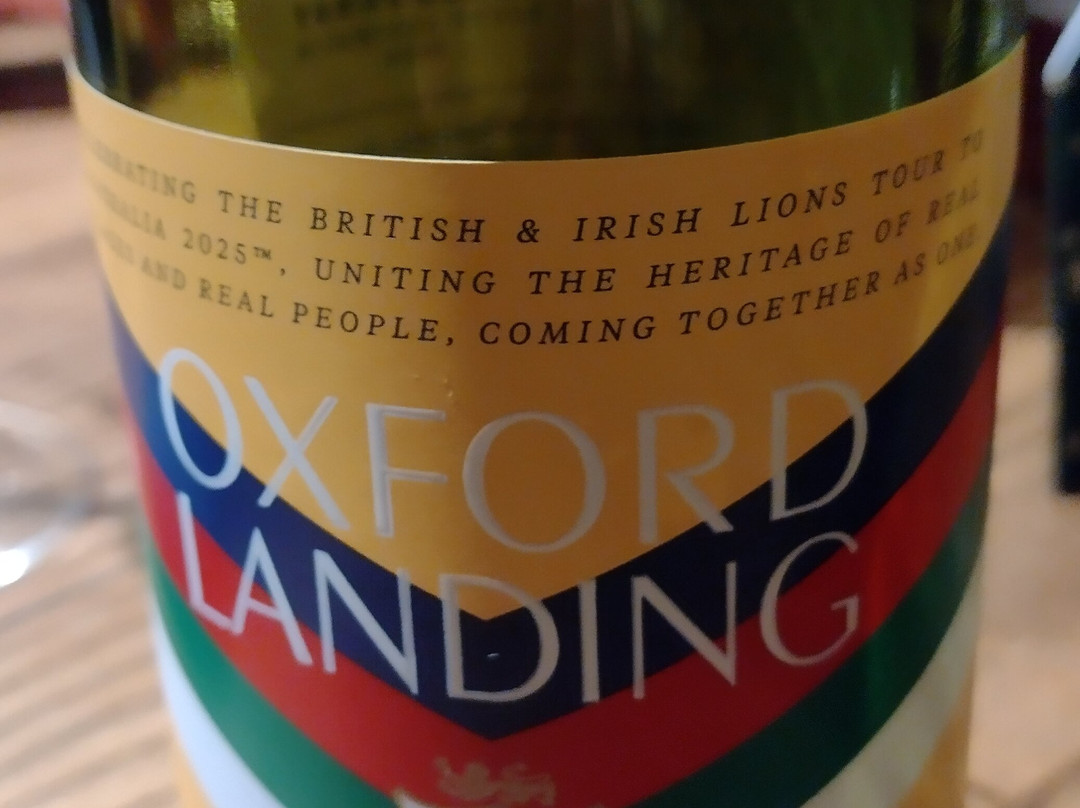 THE BRITISH & IRISH LIONS TOUR TO
2025™, UNITING THE HERITAGE OF REAL
AND REAL PEOPLE, COMING TOGETHER AS ONE
OXFORD
LANDING